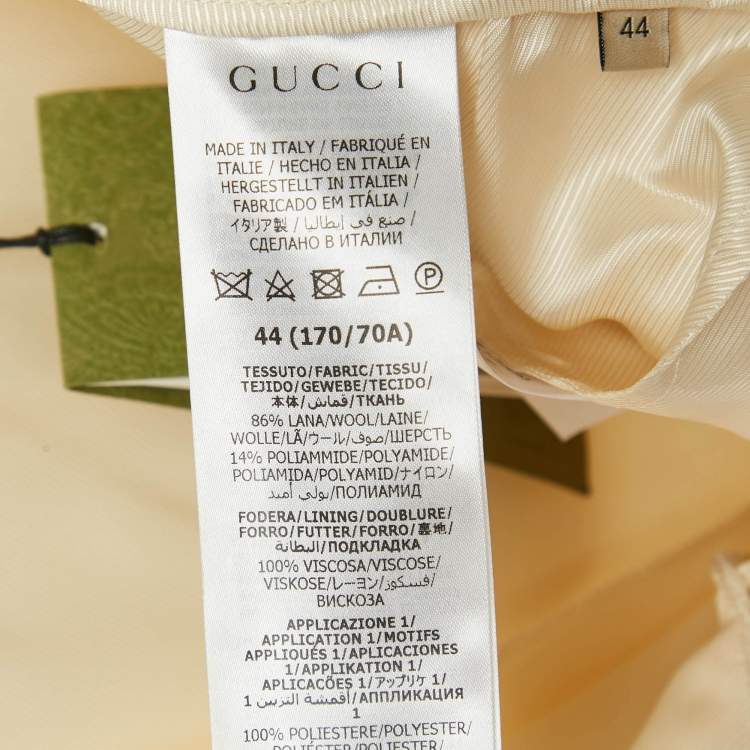 44
GUCCI
MADE IN ITALY / FABRIQUÉ EN
ITALIE / HECHO EN ITALIA /
HERGESTELLT IN ITALIEN /
FABRICADO EM ITÁLIA /
イタリア製 / صنع في إيطاليا /
СДЕЛАНО В ИТАЛИИ
P
44 (170/70A)
TESSUTO/FABRIC/TISSU/
TEJIDO/GEWEBE/TECIDO/
本体/قماش/ТКАНЬ
86% LANA/WOOL/LAINE/
WOLLE/LÃ/ウール/صوف/ШЕРСТЬ
14% POLIAMMIDE/POLYAMIDE/
POLIAMIDA/POLYAMID/ナイロン/
بولي أميد/ПОЛИАМИД
FODERA/LINING/DOUBLURE/
FORRO/FUTTER/FORRO/裏地/
البطانة/ПОДКЛАДКА
100% VISCOSA/VISCOSE/
VISKOSE/レーヨン/فسكوز/
ВИСКОЗА
APPLICAZIONE 1/
APPLICATION 1/MOTIFS
APPLIQUÉS 1/APLICACIONES
1/APPLIKATION 1/
APLICACÕES 1/アップリケ 1/
أقمشة التزيين 1/АППЛИКАЦИЯ
1
100% POLIESTERE/POLYESTER/
POLYESTER/POLIÉSTER/